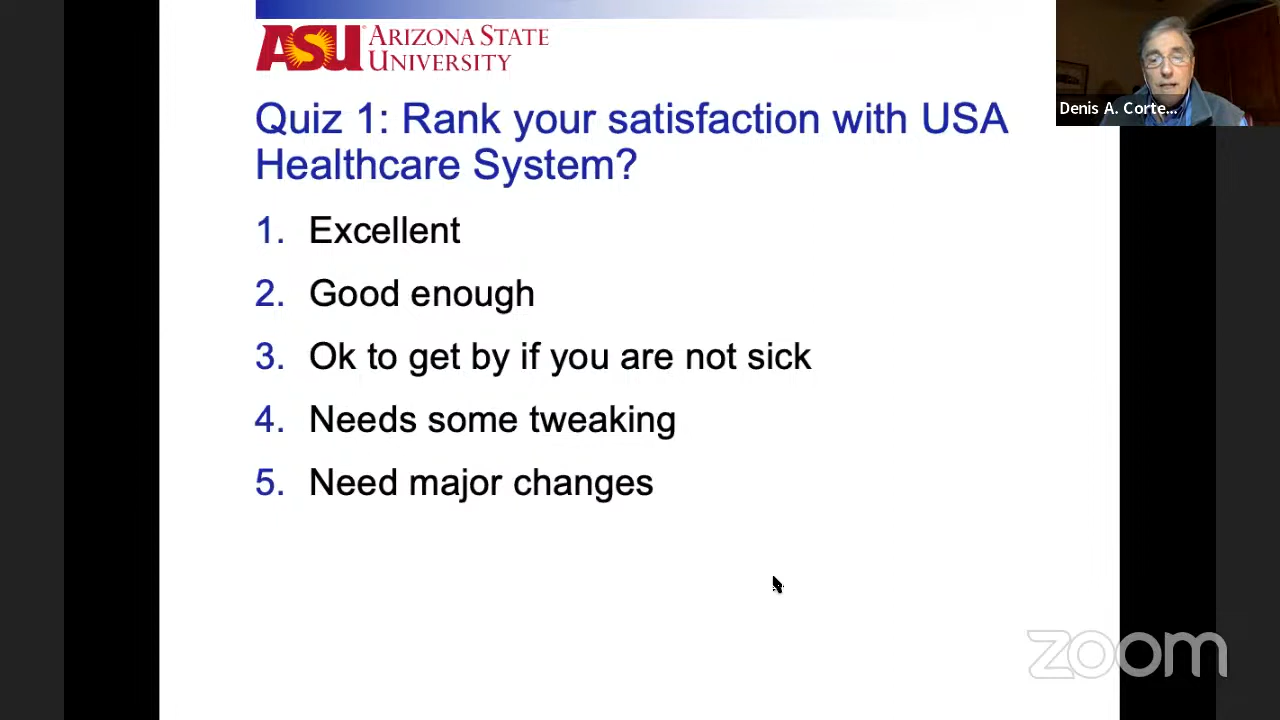 ASU ARIZONA STATE
UNIVERSITY
Denis A. Corte...
Quiz 1: Rank your satisfaction with USA
Healthcare System?
1. Excellent
2. Good enough
3. Ok to get by if you are not sick
4. Needs some tweaking
5. Need major changes
zoom